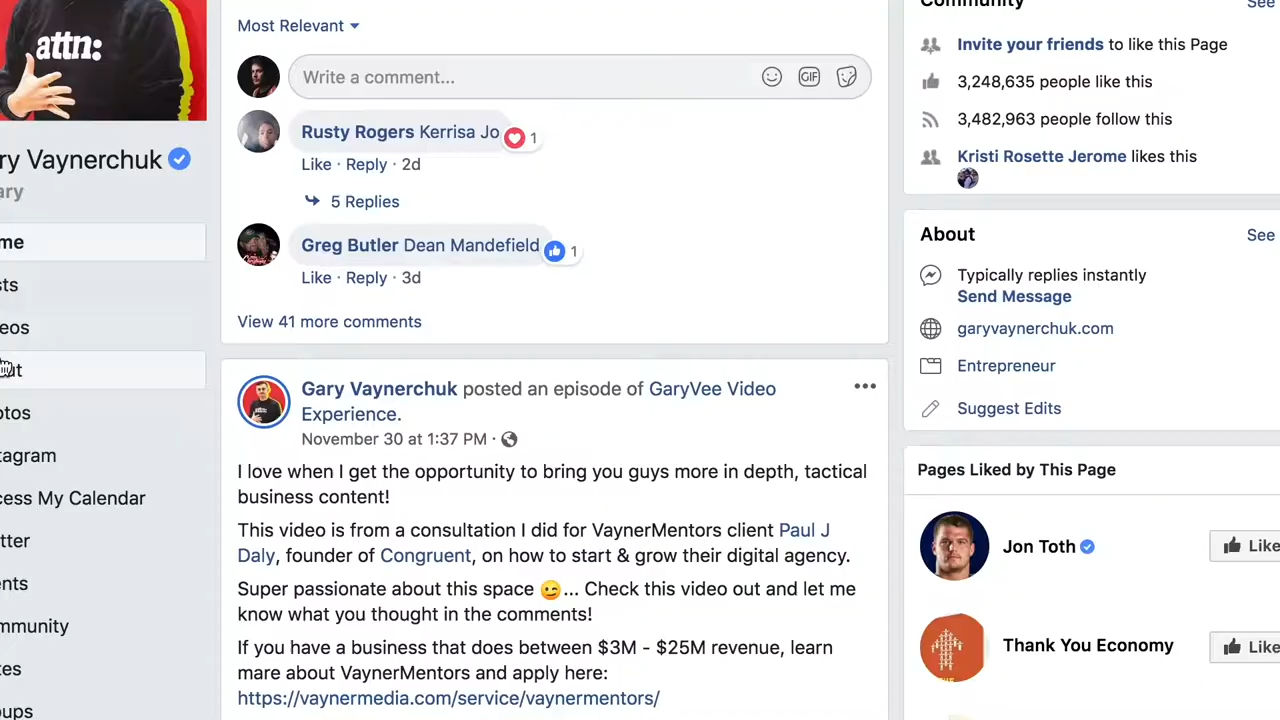 attn:
ry Vaynerchuk
ary
me
sts
eos
ut
otos
tagram
cess My Calendar
tter
ents
mmunity
tes
oups
Most Relevant
Write a comment...
GIF
Rusty Rogers Kerrisa Jo
1
Like · Reply · 2d
5 Replies
Greg Butler Dean Mandefield
1
Like · Reply · 3d
View 41 more comments
Gary Vaynerchuk posted an episode of GaryVee Video
Experience.
November 30 at 1:37 PM ·
I love when I get the opportunity to bring you guys more in depth, tactical
business content!
This video is from a consultation I did for VaynerMentors client Paul J
Daly, founder of Congruent, on how to start & grow their digital agency.
Super passionate about this space 😉... Check this video out and let me
know what you thought in the comments!
If you have a business that does between $3M - $25M revenue, learn
mare about VaynerMentors and apply here:
https://vaynermedia.com/service/vaynermentors/
Community
See
Invite your friends to like this Page
3,248,635 people like this
3,482,963 people follow this
Kristi Rosette Jerome likes this
About
See
Typically replies instantly
Send Message
garyvaynerchuk.com
Entrepreneur
Suggest Edits
Pages Liked by This Page
Jon Toth
Like
Thank You Economy
Like